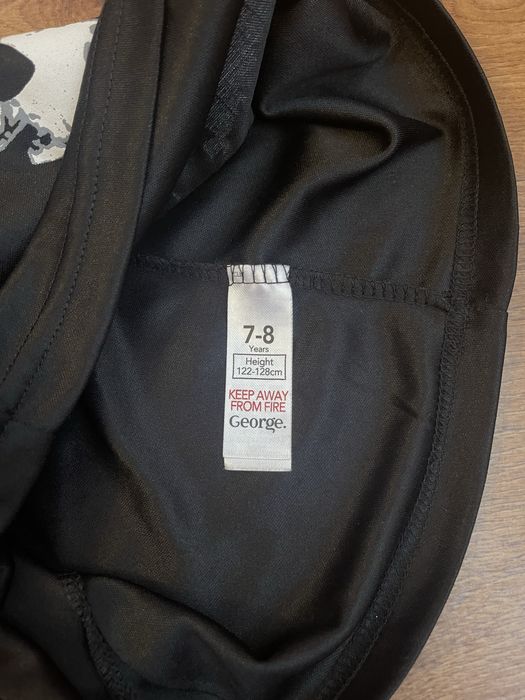 7-8
Years
Height
122-128cm
KEEP AWAY
FROM FIRE
George.